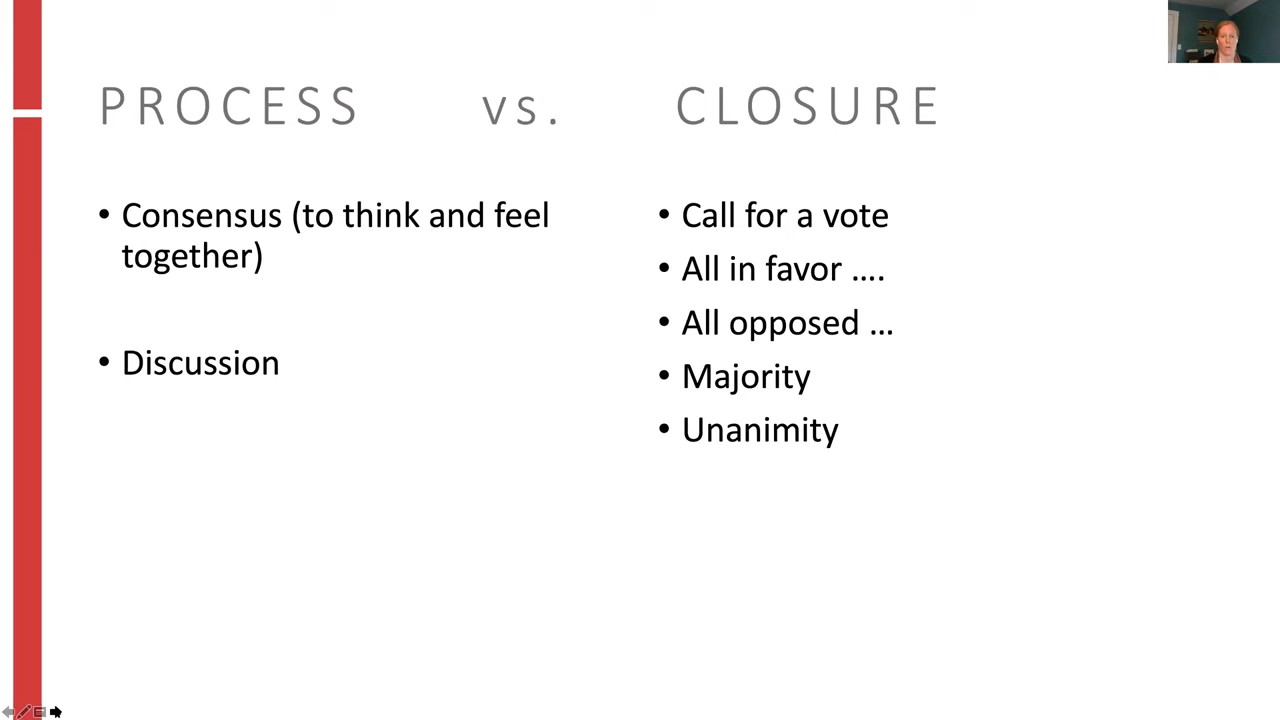 PROCESS vs. CLOSURE
• Consensus (to think and feel
together)
• Discussion
• Call for a vote
• All in favor ....
• All opposed ...
• Majority
• Unanimity